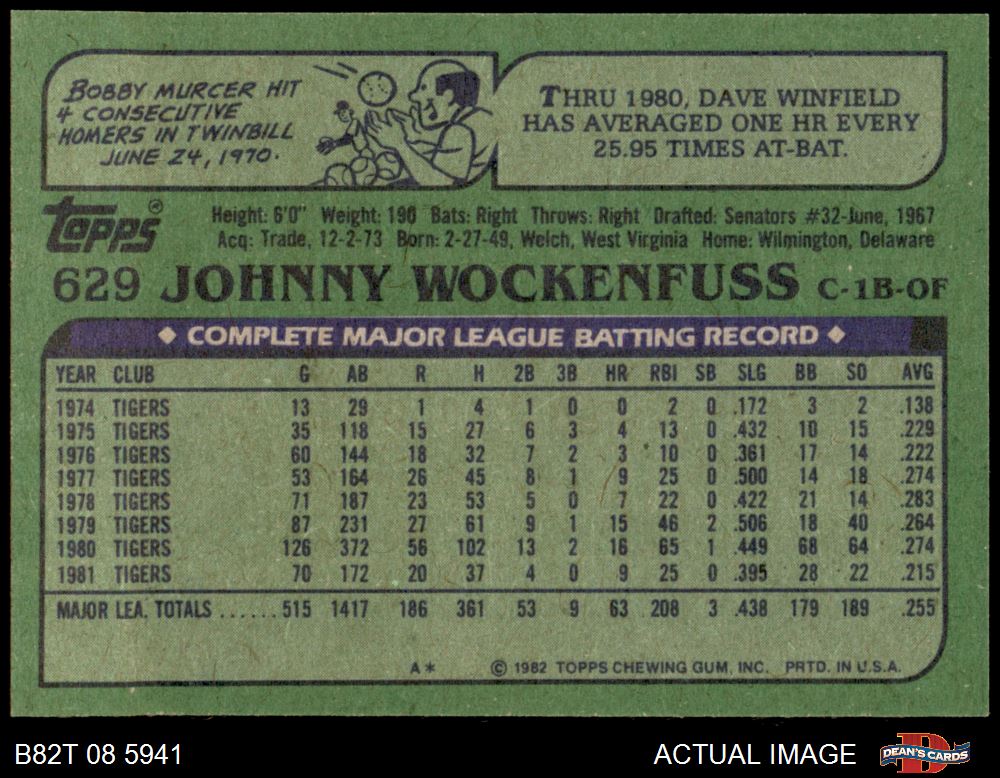 BOBBY MURCER HIT
4 CONSECUTIVE
HOMERS IN TWINBILL
JUNE 24, 1970.
THRU 1980, DAVE WINFIELD
HAS AVERAGED ONE HR EVERY
25.95 TIMES AT-BAT.
Topps®
Height: 6'0" Weight: 190 Bats: Right Throws: Right Drafted: Senators #32-June, 1967
Acq: Trade, 12-2-73 Born: 2-27-49, Welch, West Virginia Home: Wilmington, Delaware
629 JOHNNY WOCKENFUSS C-1B-OF
◆ COMPLETE MAJOR LEAGUE BATTING RECORD ◆
YEAR CLUB G AB R H 2B 3B HR RBI SB SLG BB SO AVG
1974 TIGERS 13 29 1 4 1 0 0 2 0 .172 3 2 .138
1975 TIGERS 35 118 15 27 6 3 4 13 0 .432 10 15 .229
1976 TIGERS 60 144 18 32 7 2 3 10 0 .361 17 14 .222
1977 TIGERS 53 164 26 45 8 1 9 25 0 .500 14 18 .274
1978 TIGERS 71 187 23 53 5 0 7 22 0 .422 21 14 .283
1979 TIGERS 87 231 27 61 9 1 15 46 2 .506 18 40 .264
1980 TIGERS 126 372 56 102 13 2 16 65 1 .449 68 64 .274
1981 TIGERS 70 172 20 37 4 0 9 25 0 .395 28 22 .215
MAJOR LEA. TOTALS ...... 515 1417 186 361 53 9 63 208 3 .438 179 189 .255
A* © 1982 TOPPS CHEWING GUM, INC. PRTD. IN U.S.A.
B82T 08 5941 ACTUAL IMAGE D DEAN'S CARDS